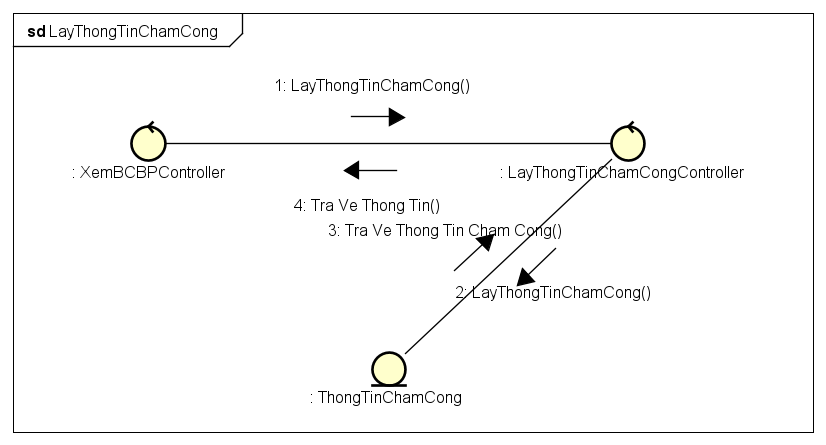 sd LayThongTinChamCong
1: LayThongTinChamCong()
: XemBCBPController
: LayThongTinChamCongController
4: Tra Ve Thong Tin()
3: Tra Ve Thong Tin Cham Cong()
2: LayThongTinChamCong()
: ThongTinChamCong